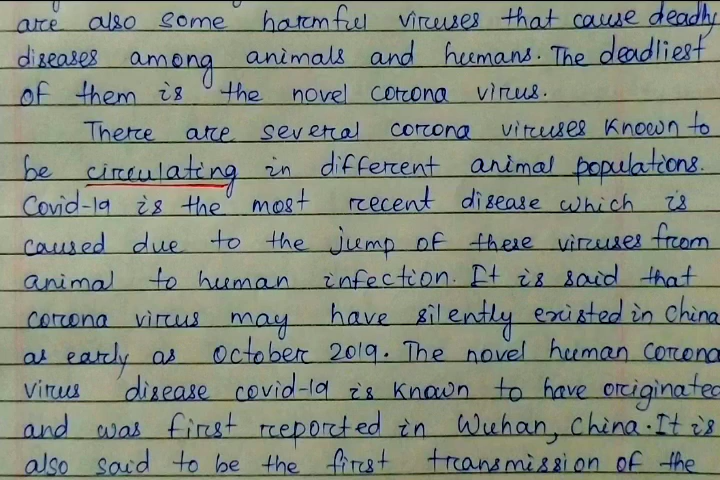 are also some harmful viruses that cause deadly
diseases among animals and humans. The deadliest
of them is the novel corona virus.
There are several corona viruses known to
be circulating in different animal populations.
Covid-19 is the most recent disease which is
caused due to the jump of these viruses from
animal to human infection. It is said that
corona virus may have silently existed in China
as early as October 2019. The novel human corona
virus disease covid-19 is known to have originated
and was first reported in Wuhan, China. It is
also said to be the first transmission of the